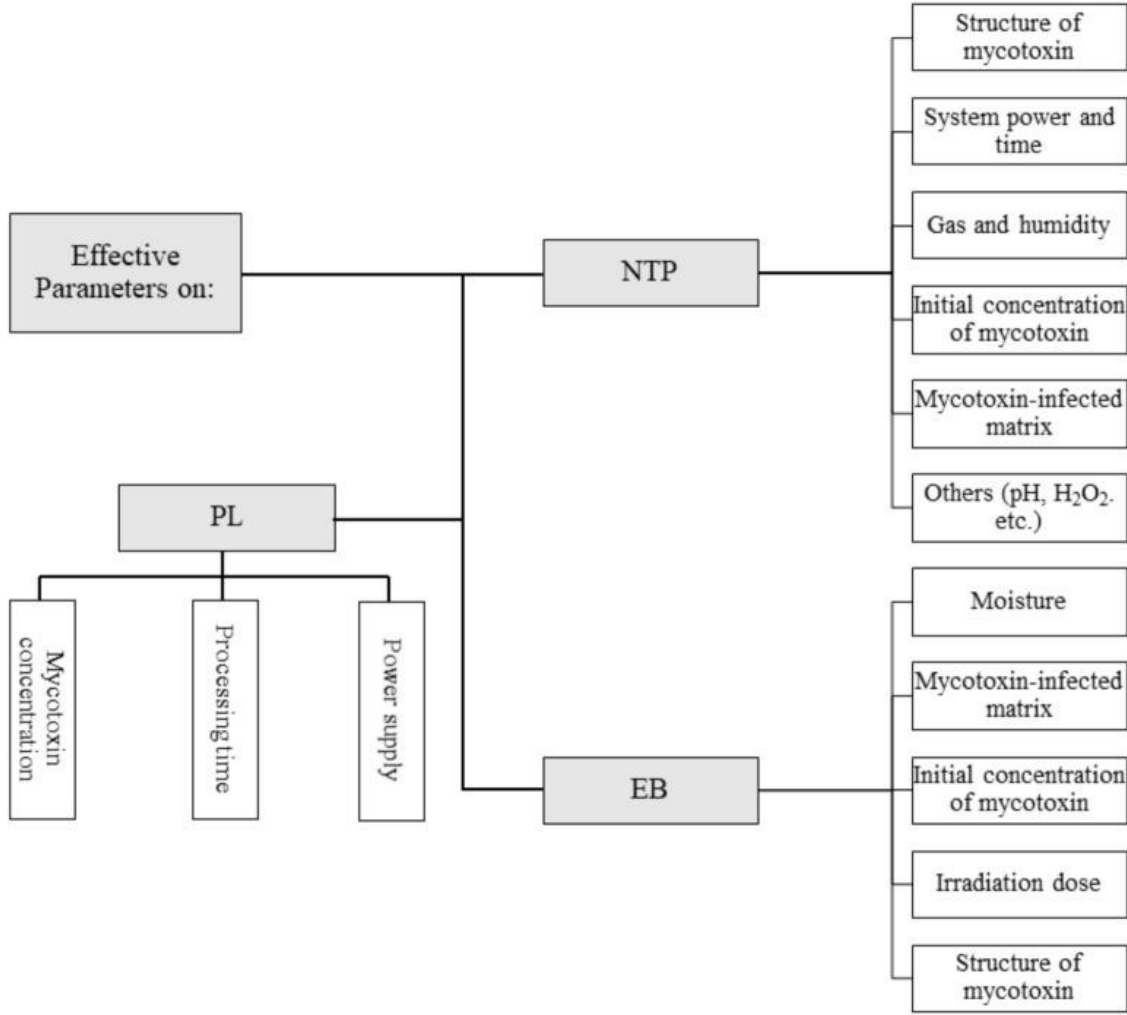 Effective
Parameters on:
NTP
Structure of
mycotoxin
System power and
time
Gas and humidity
Initial concentration
of mycotoxin
Mycotoxin-infected
matrix
Others (pH, H₂O₂.
etc.)
PL
Mycotoxin
concentration
Processing time
Power supply
EB
Moisture
Mycotoxin-infected
matrix
Initial concentration
of mycotoxin
Irradiation dose
Structure of
mycotoxin